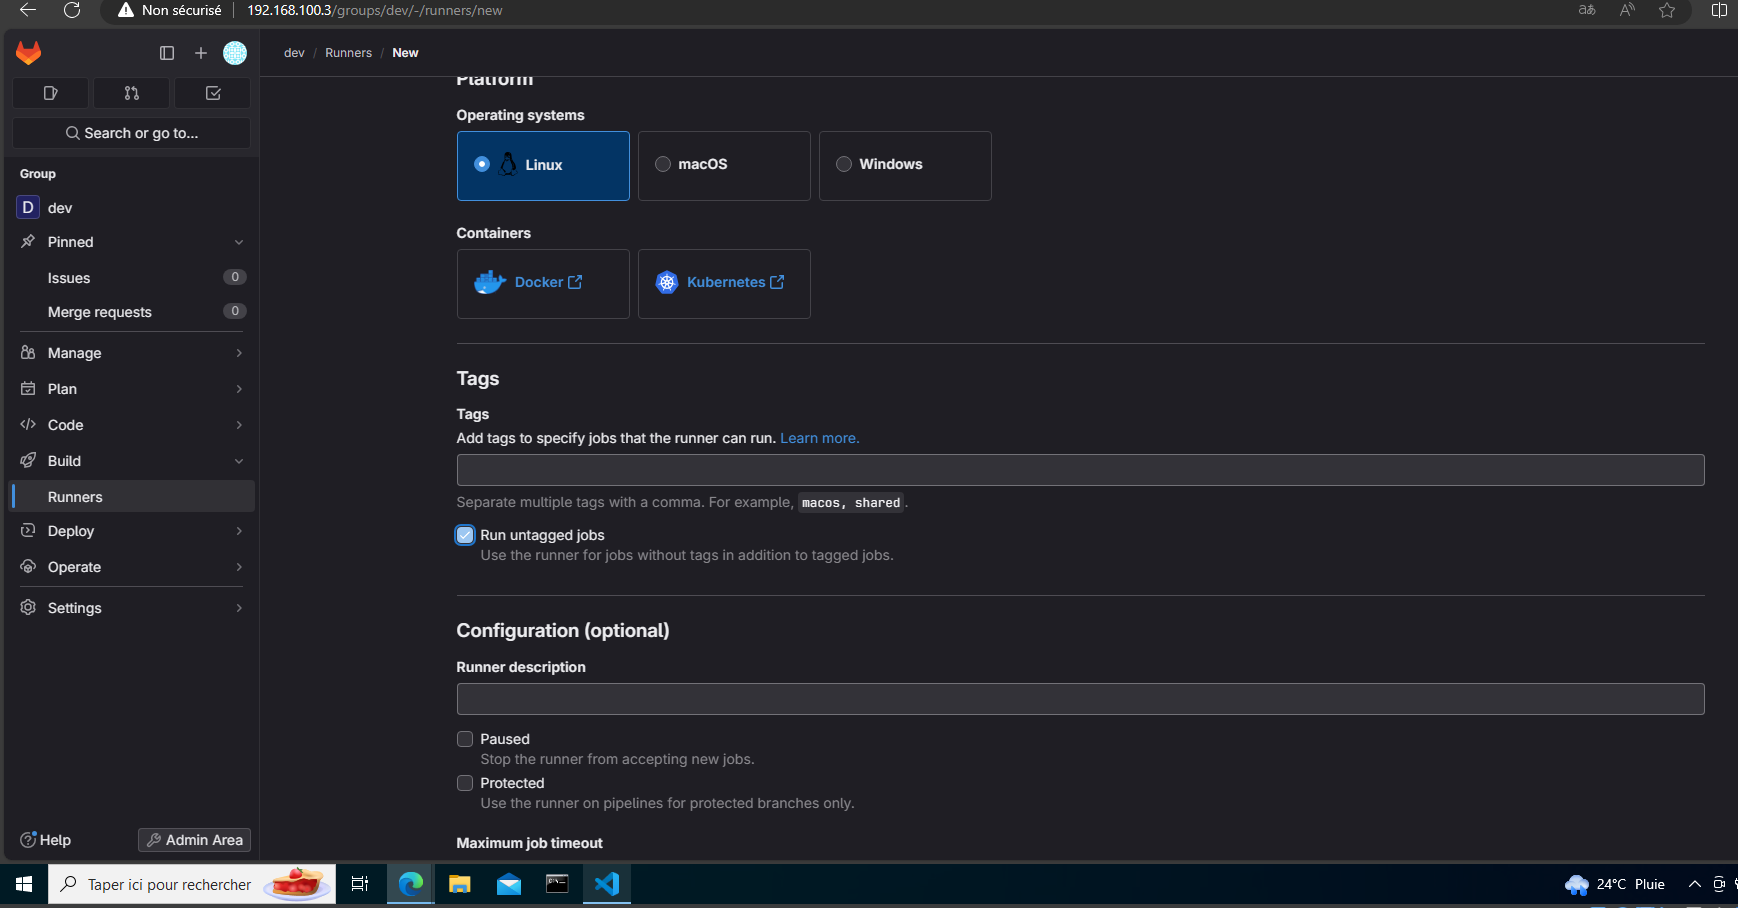 Non sécurisé
192.168.100.3/groups/dev/-/runners/new
dev / Runners / New
Search or go to...
Group
D dev
Pinned
Issues 0
Merge requests 0
Manage
Plan
Code
Build
Runners
Deploy
Operate
Settings
Help
Admin Area
Platform
Operating systems
Linux
macOS
Windows
Containers
Docker
Kubernetes
Tags
Tags
Add tags to specify jobs that the runner can run. Learn more.
Separate multiple tags with a comma. For example, macos, shared.
Run untagged jobs
Use the runner for jobs without tags in addition to tagged jobs.
Configuration (optional)
Runner description
Paused
Stop the runner from accepting new jobs.
Protected
Use the runner on pipelines for protected branches only.
Maximum job timeout
Taper ici pour rechercher
24°C Pluie